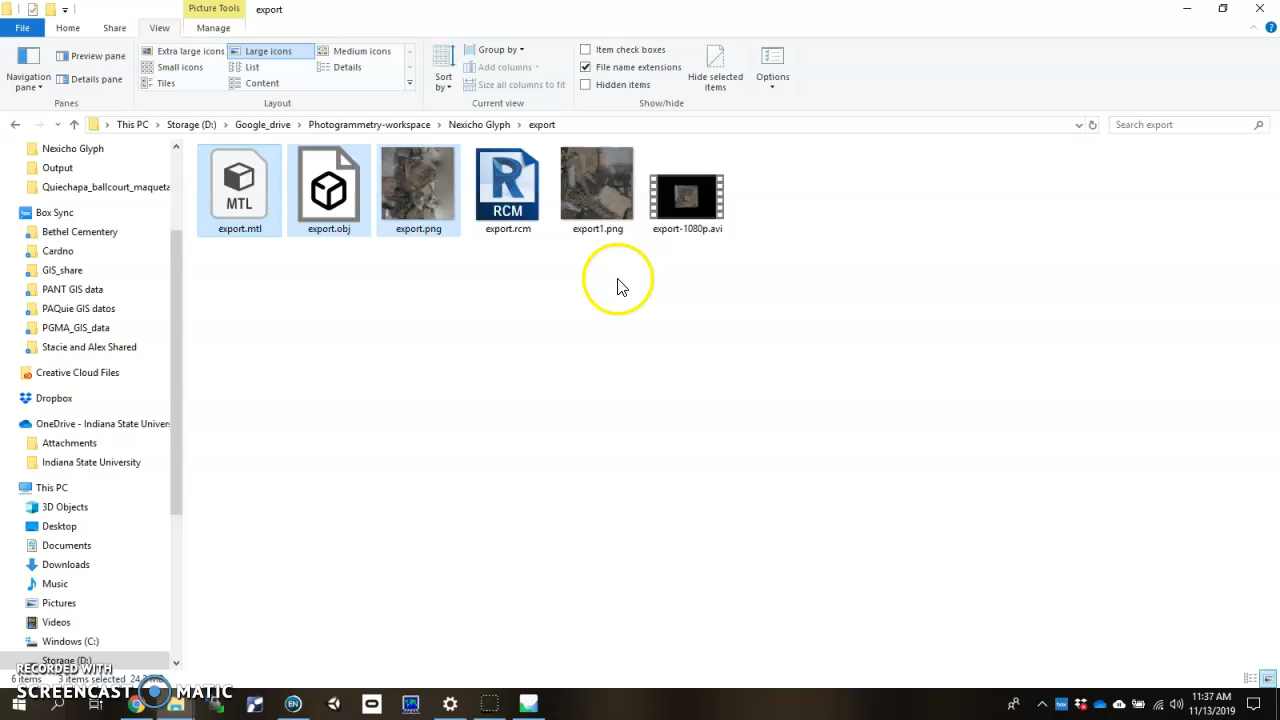 Picture Tools
export
File
Home
Share
View
Manage
Navigation pane
Preview pane
Details pane
Panes
Extra large icons
Large icons
Medium icons
Small icons
List
Details
Tiles
Content
Layout
Sort by
Group by
Add columns
Size all columns to fit
Current view
Item check boxes
File name extensions
Hidden items
Hide selected items
Show/hide
Options
This PC > Storage (D:) > Google_drive > Photogrammetry-workspace > Nexicho Glyph > export
Search export
Nexicho Glyph
Output
Quiechapa_ballcourt_maqueta
Box Sync
Bethel Cementery
Cardno
GIS_share
PANT GIS data
PAQuie GIS datos
PGMA_GIS_data
Stacie and Alex Shared
Creative Cloud Files
Dropbox
OneDrive - Indiana State Univer
Attachments
Indiana State University
This PC
3D Objects
Desktop
Documents
Downloads
Music
Pictures
Videos
Windows (C:)
Storage (D:)
MTL
export.mtl
export.obj
export.png
R
RCM
export.rcm
export1.png
export-1080p.avi
6 items
3 items selected
RECORDED WITH
SCREENCAST MATIC
EN
box
11:37 AM
11/13/2019